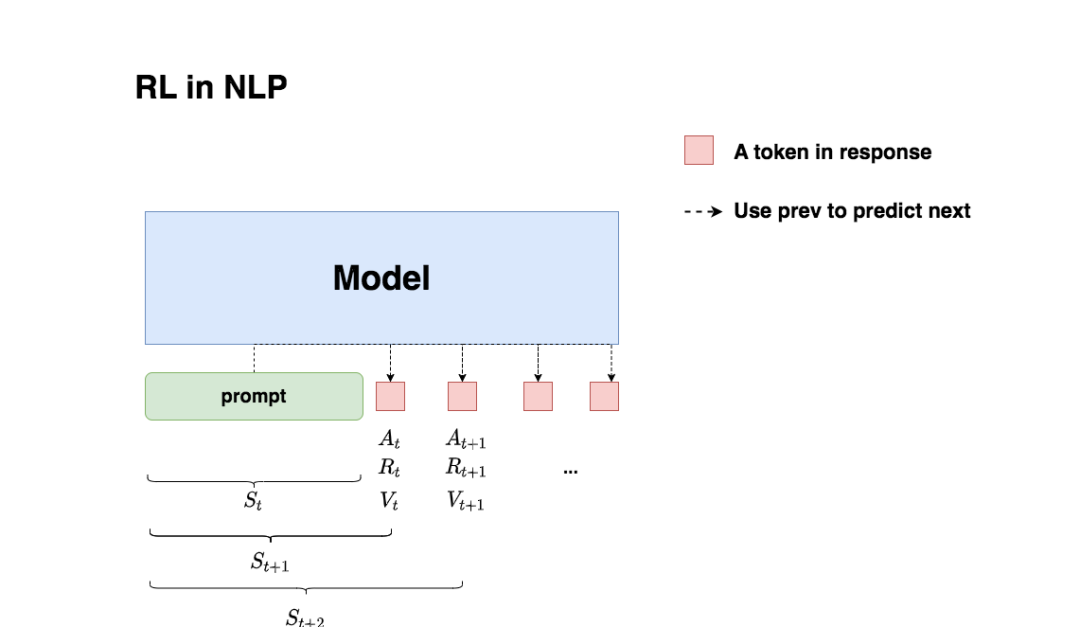 RL in NLP
A token in response
Use prev to predict next
Model
prompt
A_t A_{t+1}
R_t R_{t+1} ...
V_t V_{t+1}
S_t
S_{t+1}
S_{t+2}